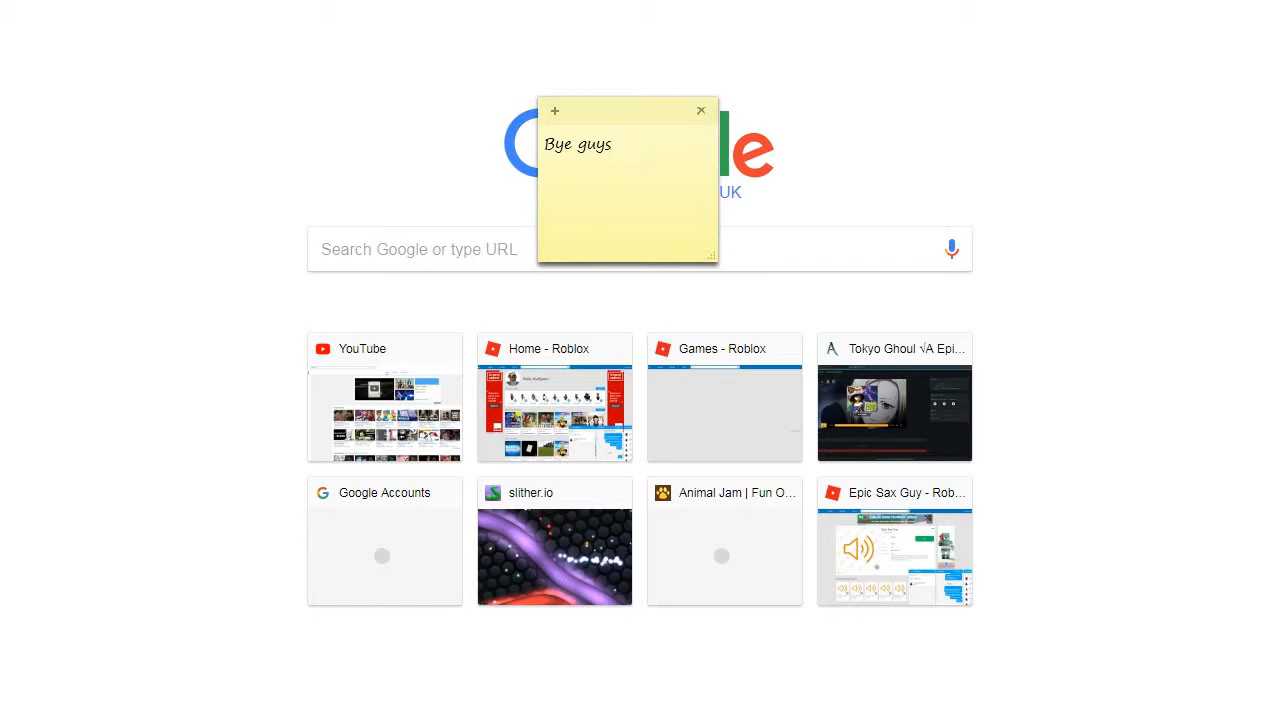 Bye guys
G le
UK
Search Google or type URL
YouTube
Home - Roblox
Games - Roblox
Tokyo Ghoul √A Epi...
Google Accounts
slither.io
Animal Jam | Fun O...
Epic Sax Guy - Rob...